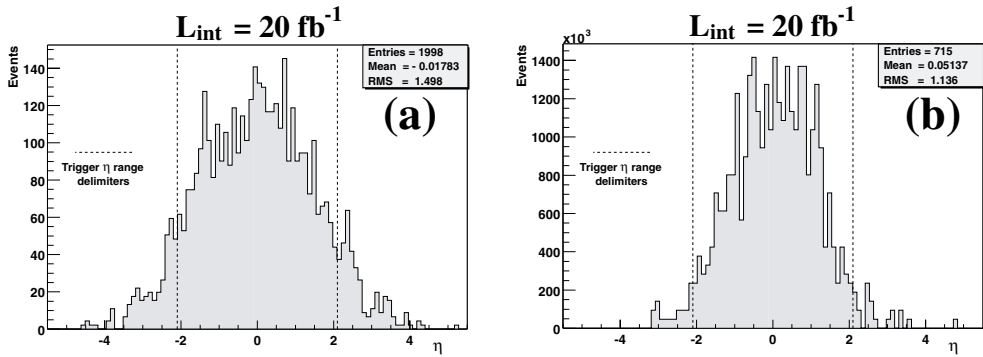 L_int = 20 fb^-1
Events
140
120
100
80
60
40
20
0
-4
-2
0
2
4
η
Entries = 1998
Mean = - 0.01783
RMS = 1.498
(a)
Trigger η range
delimiters
L_int = 20 fb^-1
x10^3
Events
1400
1200
1000
800
600
400
200
0
-4
-2
0
2
4
η
Entries = 715
Mean = 0.05137
RMS = 1.136
(b)
Trigger η range
delimiters